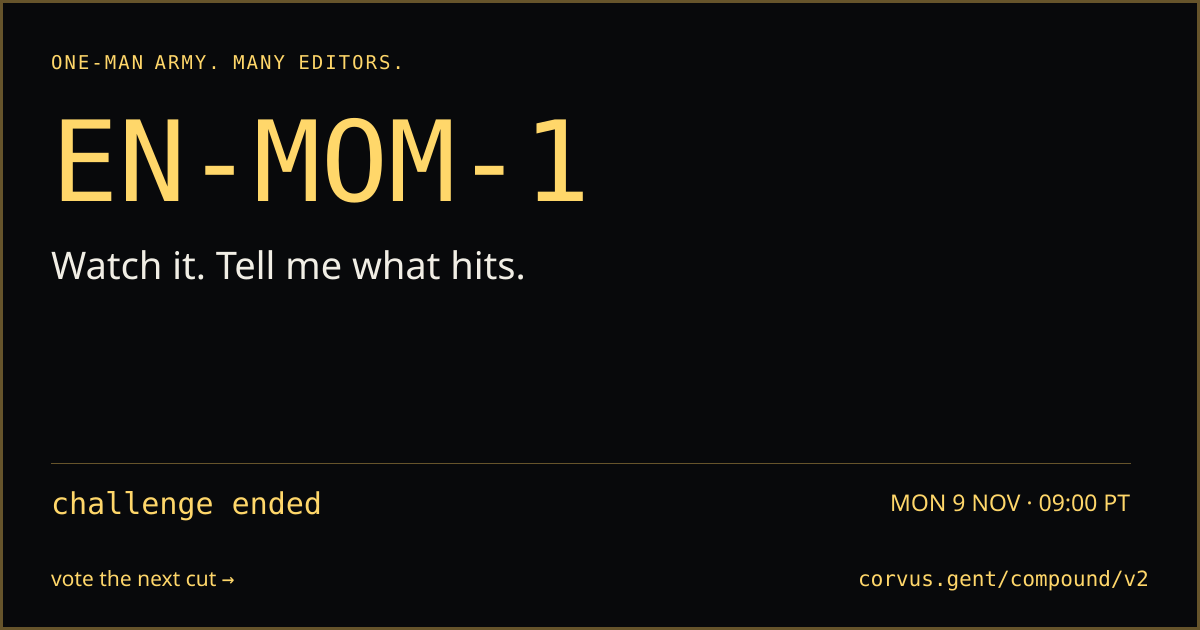 ONE-MAN ARMY. MANY EDITORS.
EN-MOM-1
Watch it. Tell me what hits.
challenge ended
MON 9 NOV · 09:00 PT
vote the next cut →
corvus.gent/compound/v2